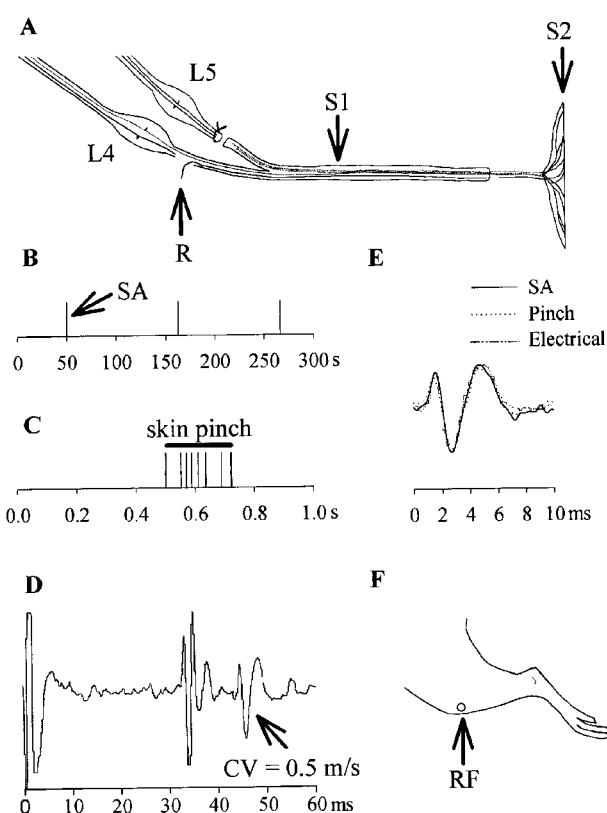 A
S2
L5
S1
L4
R
B
SA
0 50 100 150 200 250 300 s
C
skin pinch
0.0 0.2 0.4 0.6 0.8 1.0 s
E
SA
Pinch
Electrical
0 2 4 6 8 10 ms
D
CV = 0.5 m/s
0 10 20 30 40 50 60 ms
F
RF